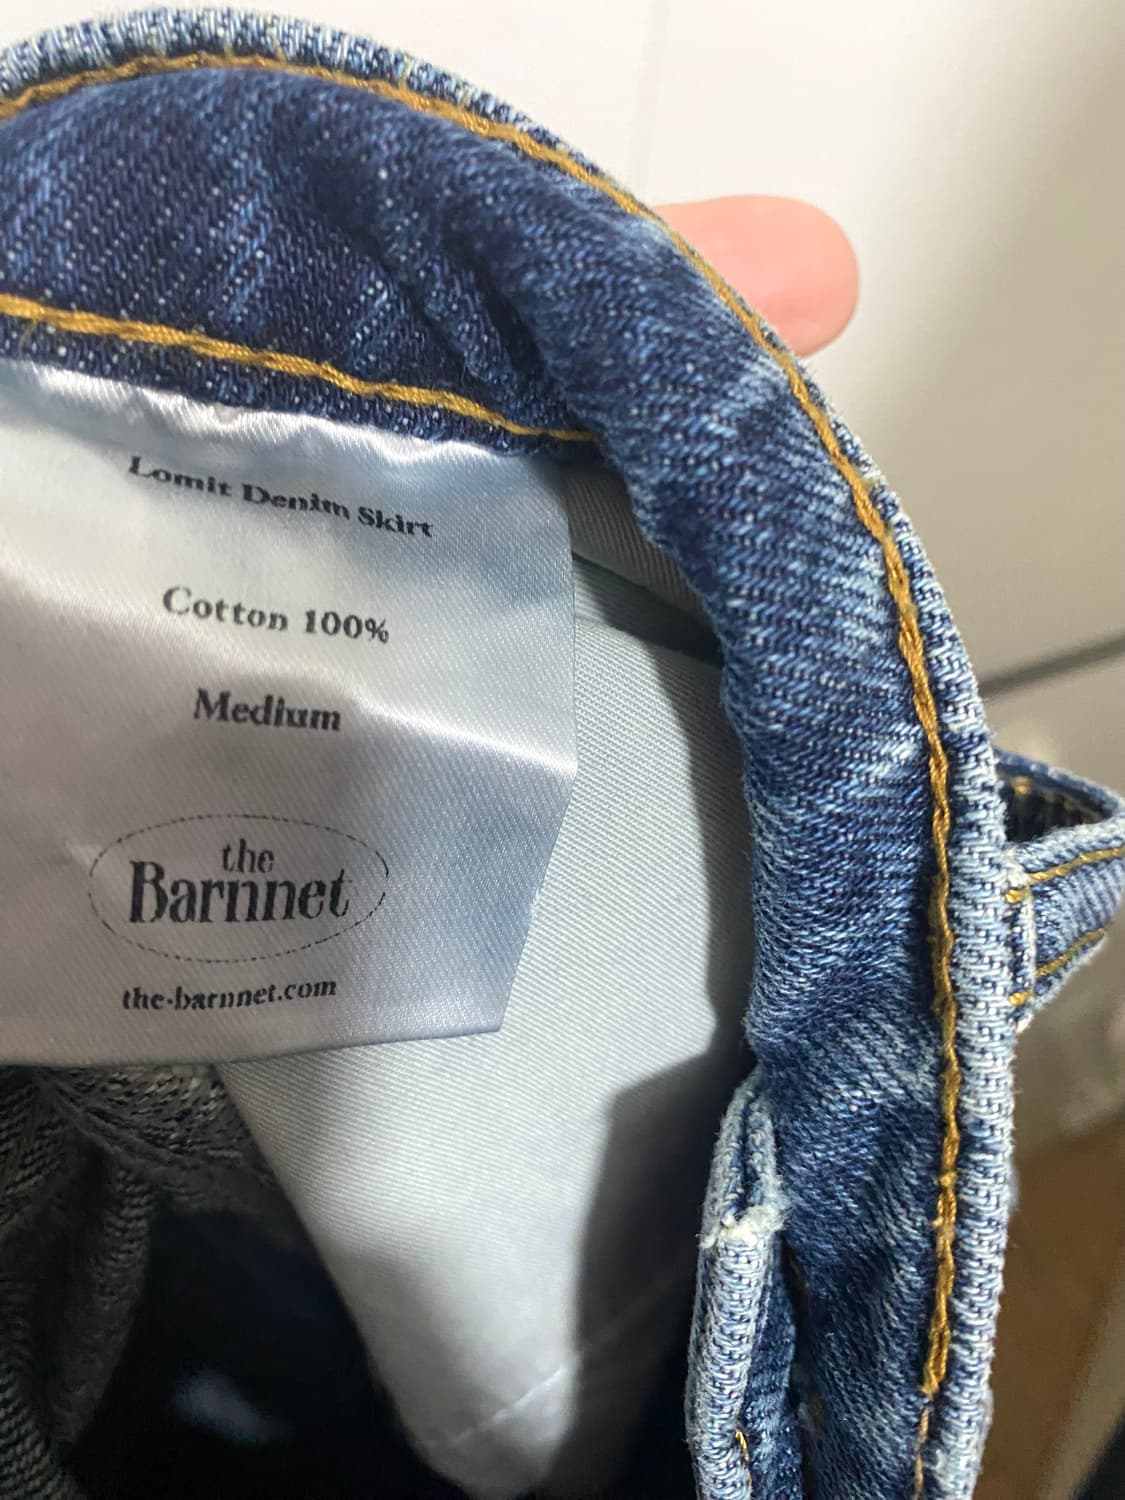 Lomit Denim Skirt
Cotton 100%
Medium
the
Barnnet
the-barnnet.com